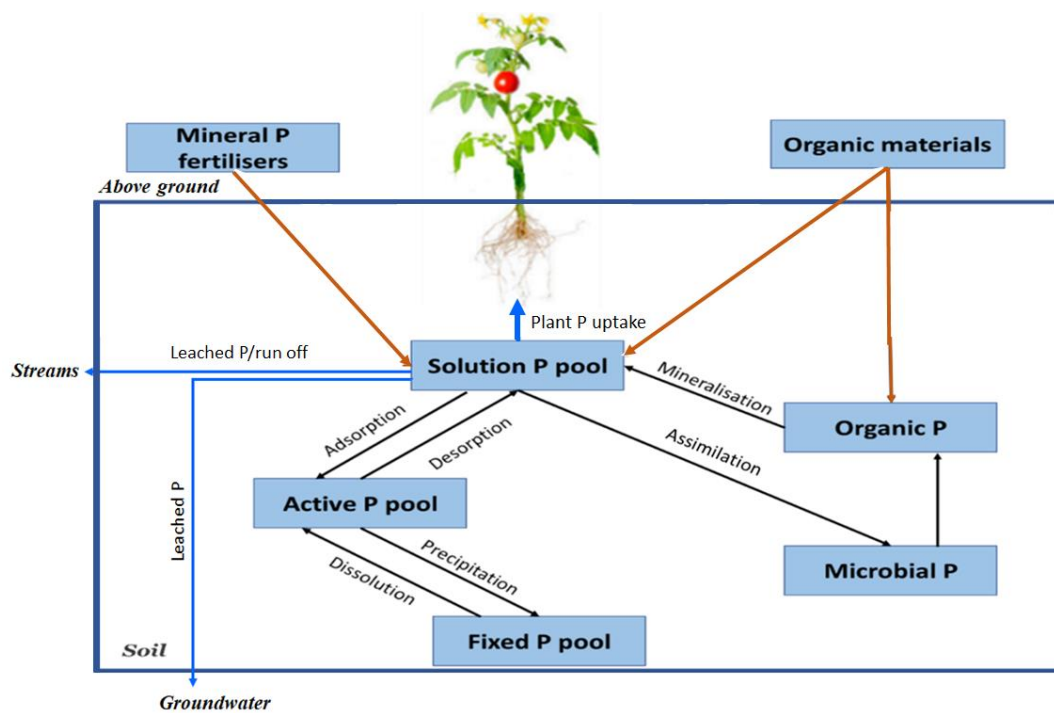 Mineral P
fertilisers
Organic materials
Above ground
Plant P uptake
Leached P/run off
Streams
Solution P pool
Mineralisation
Organic P
Adsorption
Desorption
Assimilation
Active P pool
Leached P
Precipitation
Dissolution
Microbial P
Fixed P pool
Soil
Groundwater